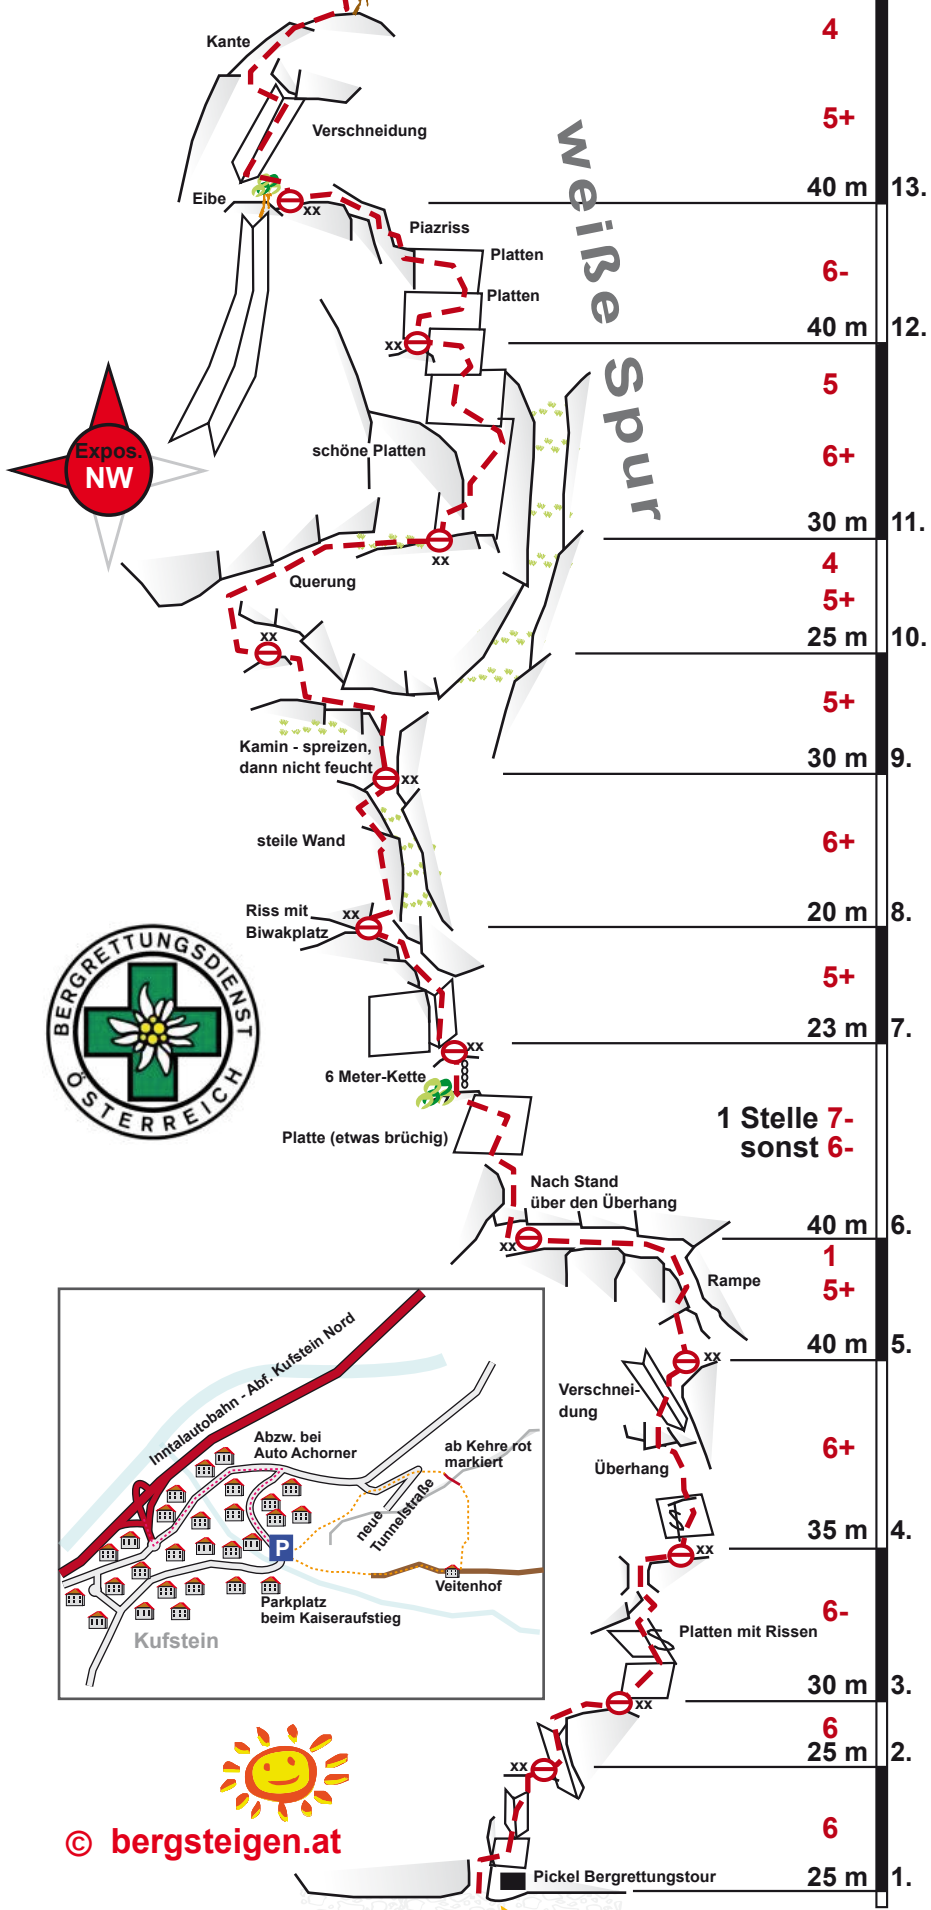 4
Kante
5+
Verschneidung
weiße Spur
40 m 13.
Eibe
xx
Piazriss
Platten
6-
Platten
40 m 12.
xx
5
Expos.
NW
schöne Platten
6+
30 m 11.
xx
4
Querung
5+
25 m 10.
xx
5+
Kamin - spreizen,
dann nicht feucht
xx
30 m 9.
steile Wand
6+
Riss mit
Biwakplatz
xx
20 m 8.
BERGRETTUNGSDIENST
ÖSTERREICH
5+
23 m 7.
xx
6 Meter-Kette
1 Stelle 7-
sonst 6-
Platte (etwas brüchig)
Nach Stand
über den Überhang
40 m 6.
xx
1
Rampe
5+
40 m 5.
xx
Verschnei-
dung
6+
Überhang
35 m 4.
xx
6-
Platten mit Rissen
30 m 3.
xx
6
25 m 2.
xx
6
Pickel Bergrettungstour
25 m 1.
Inntalautobahn - Abf. Kufstein Nord
Abzw. bei
Auto Achorner
ab Kehre rot
markiert
neue
Tunnelstraße
P
Veitenhof
Parkplatz
beim Kaiseraufstieg
Kufstein
© bergsteigen.at